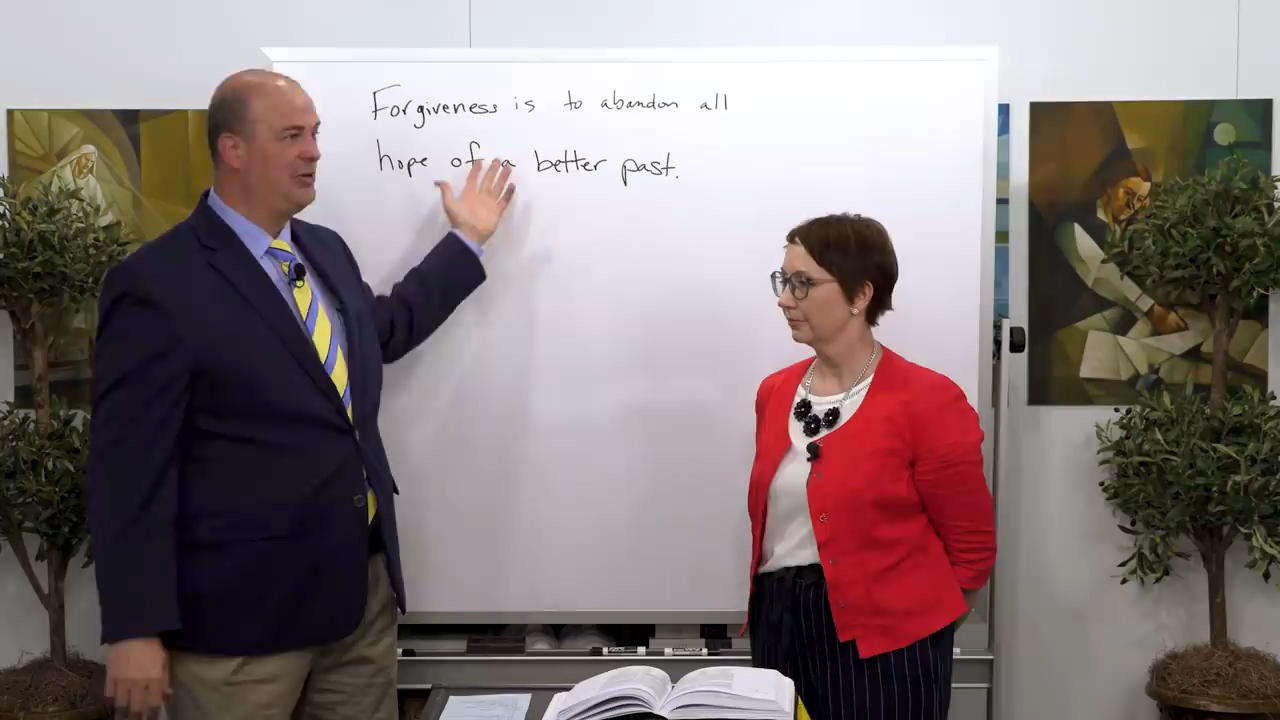 Forgiveness is to abandon all
hope of a better past.